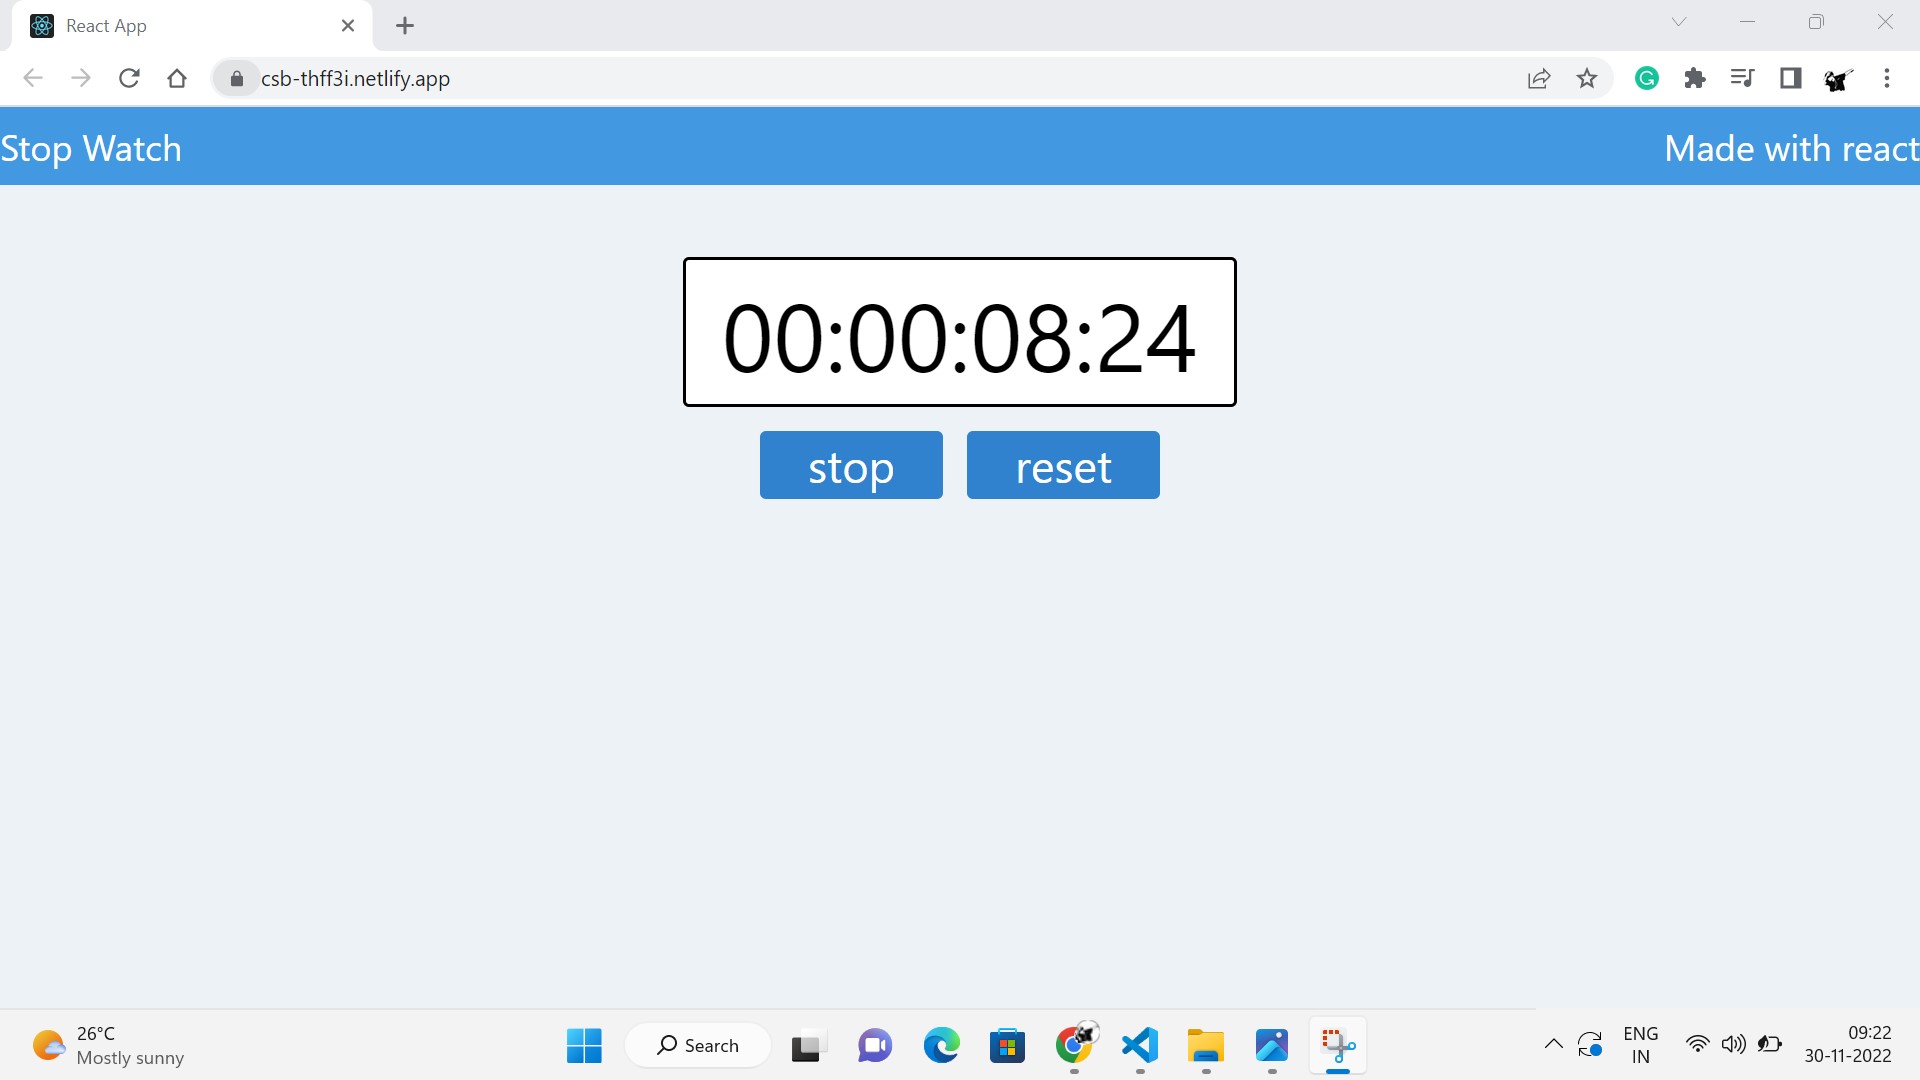 React App
csb-thff3i.netlify.app
Stop Watch
Made with react
00:00:08:24
stop
reset
26°C
Mostly sunny
Search
ENG
IN
09:22
30-11-2022